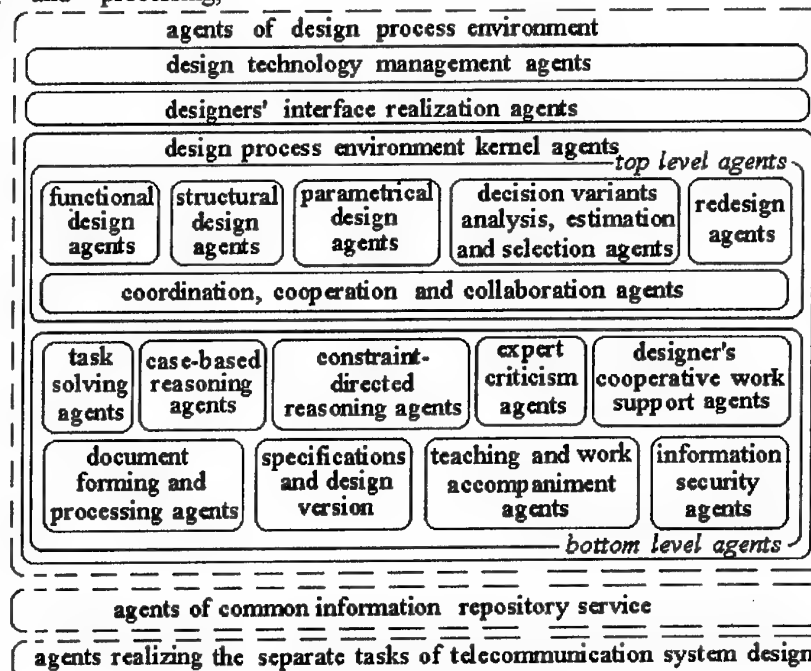 and processing;
agents of design process environment
design technology management agents
designers' interface realization agents
design process environment kernel agents
top level agents
functional design agents
structural design agents
parametrical design agents
decision variants analysis, estimation and selection agents
redesign agents
coordination, cooperation and collaboration agents
task solving agents
case-based reasoning agents
constraint-directed reasoning agents
expert criticism agents
designer's cooperative work support agents
document forming and processing agents
specifications and design version
teaching and work accompaniment agents
information security agents
bottom level agents
agents of common information repository service
agents realizing the separate tasks of telecommunication system design